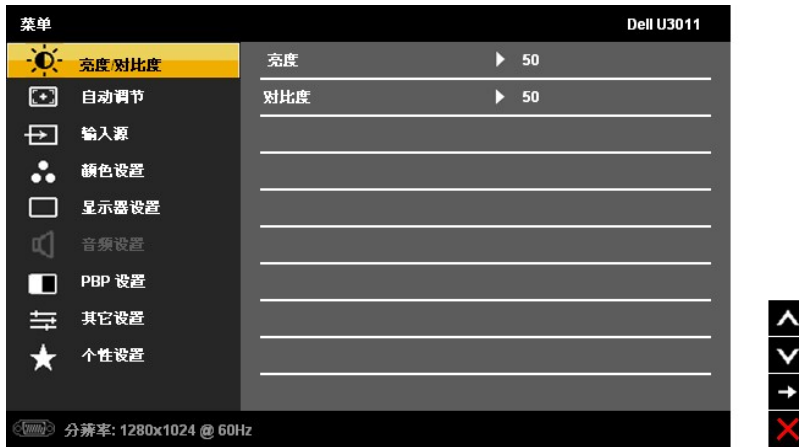 菜单 Dell U3011
亮度/对比度 亮度 50
自动调节 对比度 50
输入源
颜色设置
显示器设置
音频设置
PBP 设置
其它设置
个性设置
分辨率: 1280x1024 @ 60Hz